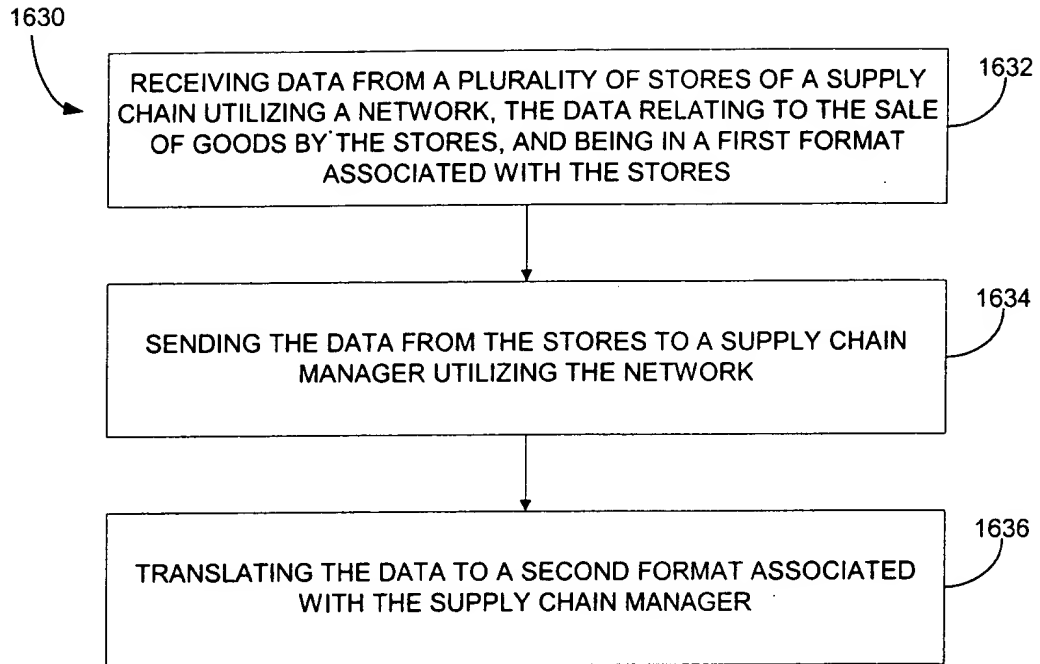 1630
RECEIVING DATA FROM A PLURALITY OF STORES OF A SUPPLY
CHAIN UTILIZING A NETWORK, THE DATA RELATING TO THE SALE
OF GOODS BY THE STORES, AND BEING IN A FIRST FORMAT
ASSOCIATED WITH THE STORES
1632
SENDING THE DATA FROM THE STORES TO A SUPPLY CHAIN
MANAGER UTILIZING THE NETWORK
1634
TRANSLATING THE DATA TO A SECOND FORMAT ASSOCIATED
WITH THE SUPPLY CHAIN MANAGER
1636